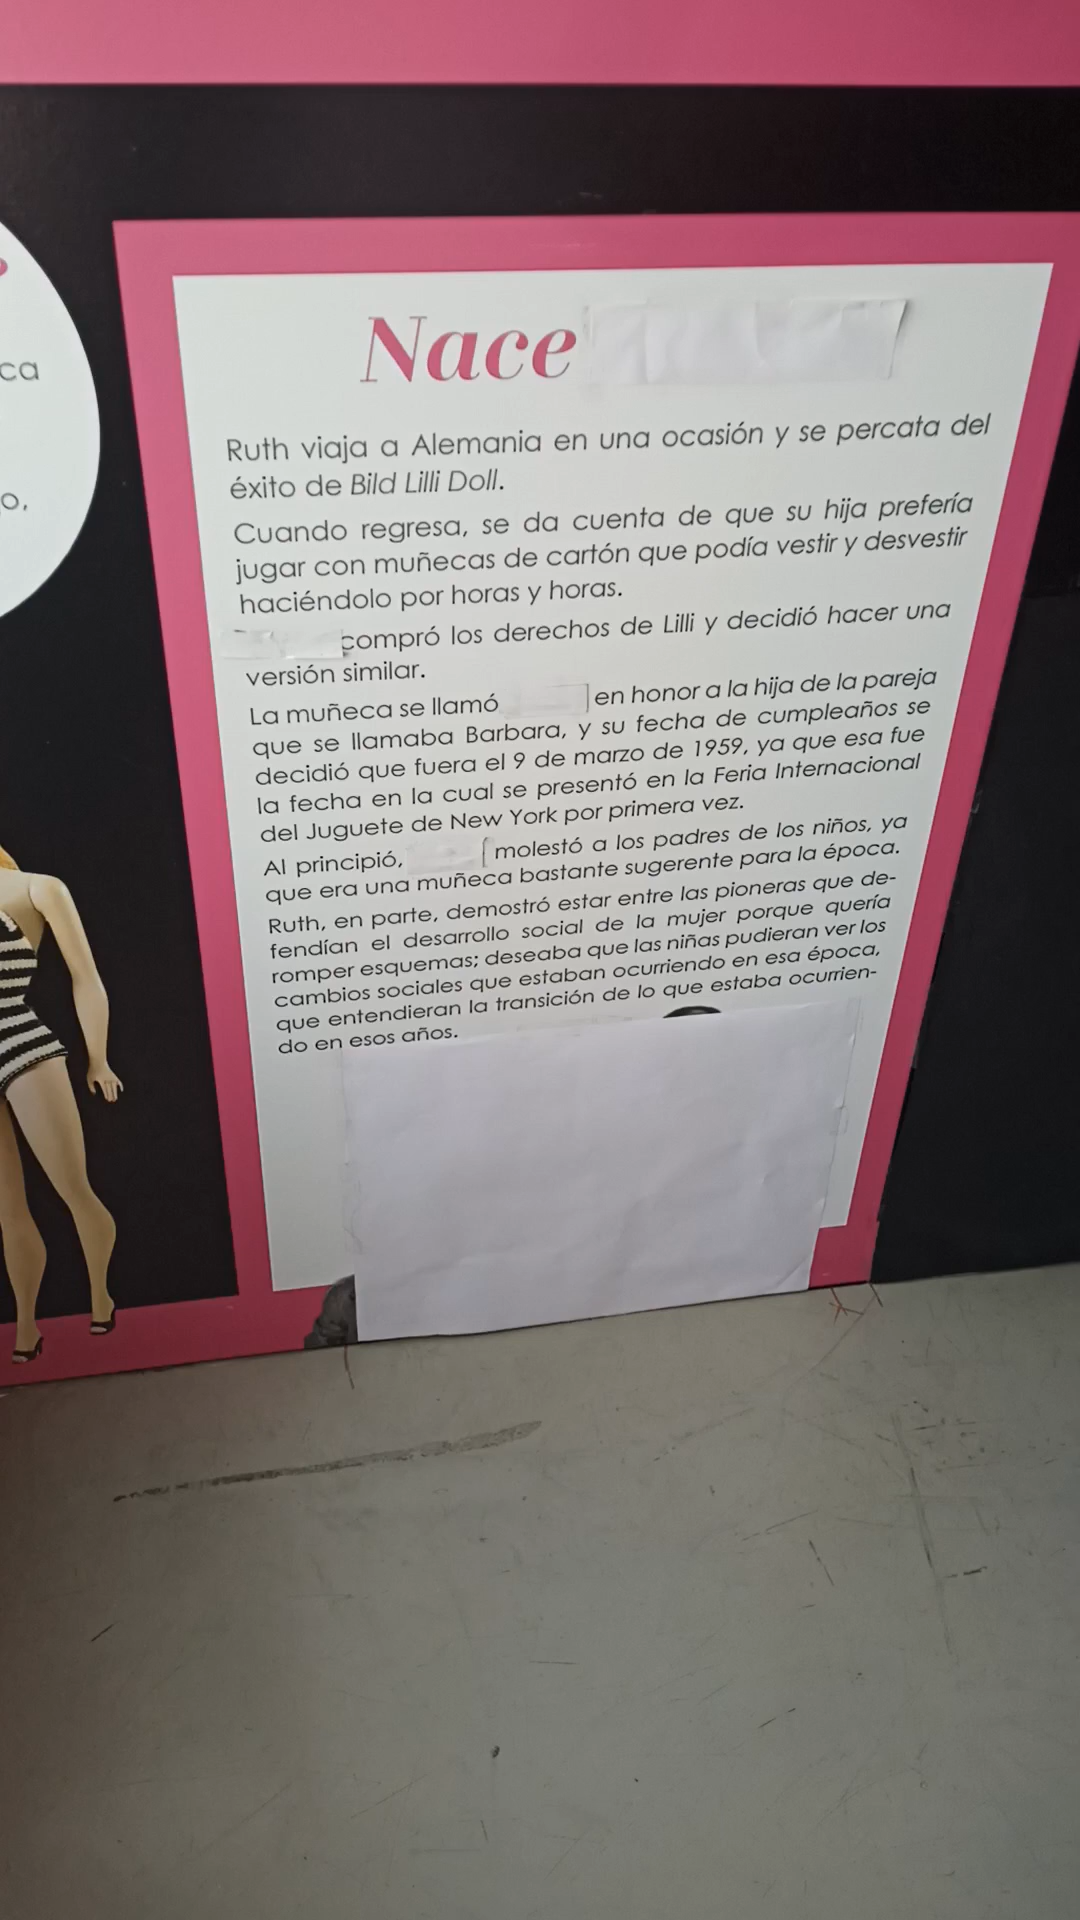 ca
o,
Nace
Ruth viaja a Alemania en una ocasión y se percata del
éxito de Bild Lilli Doll.
Cuando regresa, se da cuenta de que su hija prefería
jugar con muñecas de cartón que podía vestir y desvestir
haciéndolo por horas y horas.
compró los derechos de Lilli y decidió hacer una
versión similar.
La muñeca se llamó en honor a la hija de la pareja
que se llamaba Barbara, y su fecha de cumpleaños se
decidió que fuera el 9 de marzo de 1959, ya que esa fue
la fecha en la cual se presentó en la Feria Internacional
del Juguete de New York por primera vez.
Al principió, molestó a los padres de los niños, ya
que era una muñeca bastante sugerente para la época.
Ruth, en parte, demostró estar entre las pioneras que de-
fendían el desarrollo social de la mujer porque quería
romper esquemas; deseaba que las niñas pudieran ver los
cambios sociales que estaban ocurriendo en esa época,
que entendieran la transición de lo que estaba ocurrien-
do en esos años.